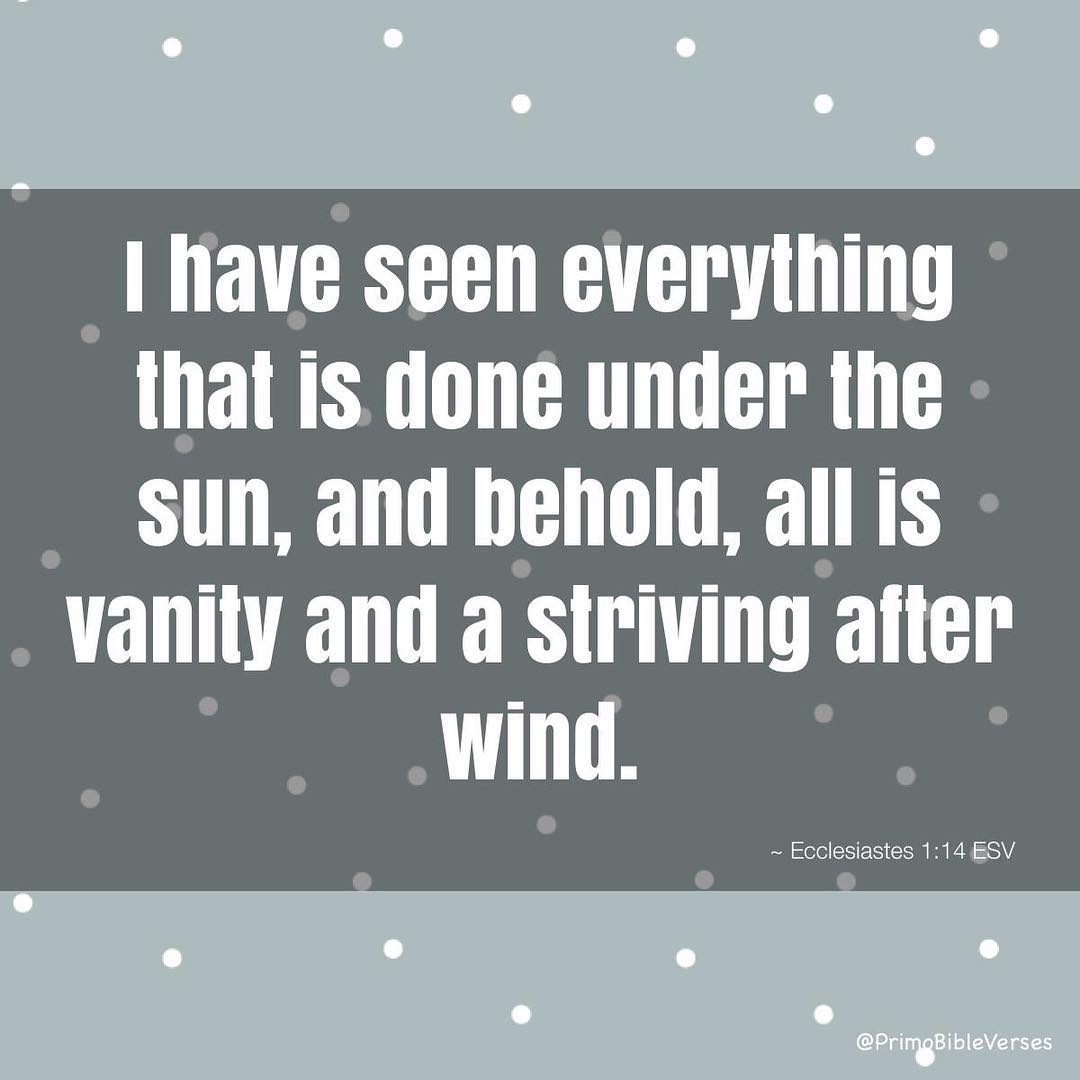 I have seen everything
that is done under the
sun, and behold, all is
vanity and a striving after
wind.
~ Ecclesiastes 1:14 ESV
@PrimoBibleVerses